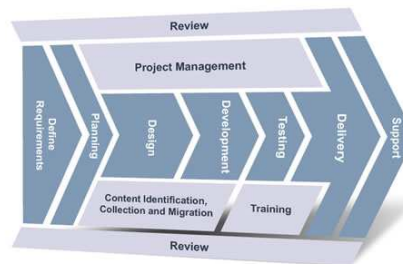 Review
Project Management
Define
Requirements
Planning
Design
Development
Testing
Delivery
Support
Content Identification,
Collection and Migration
Training
Review